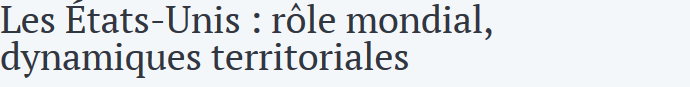 Les États-Unis : rôle mondial,
dynamiques territoriales